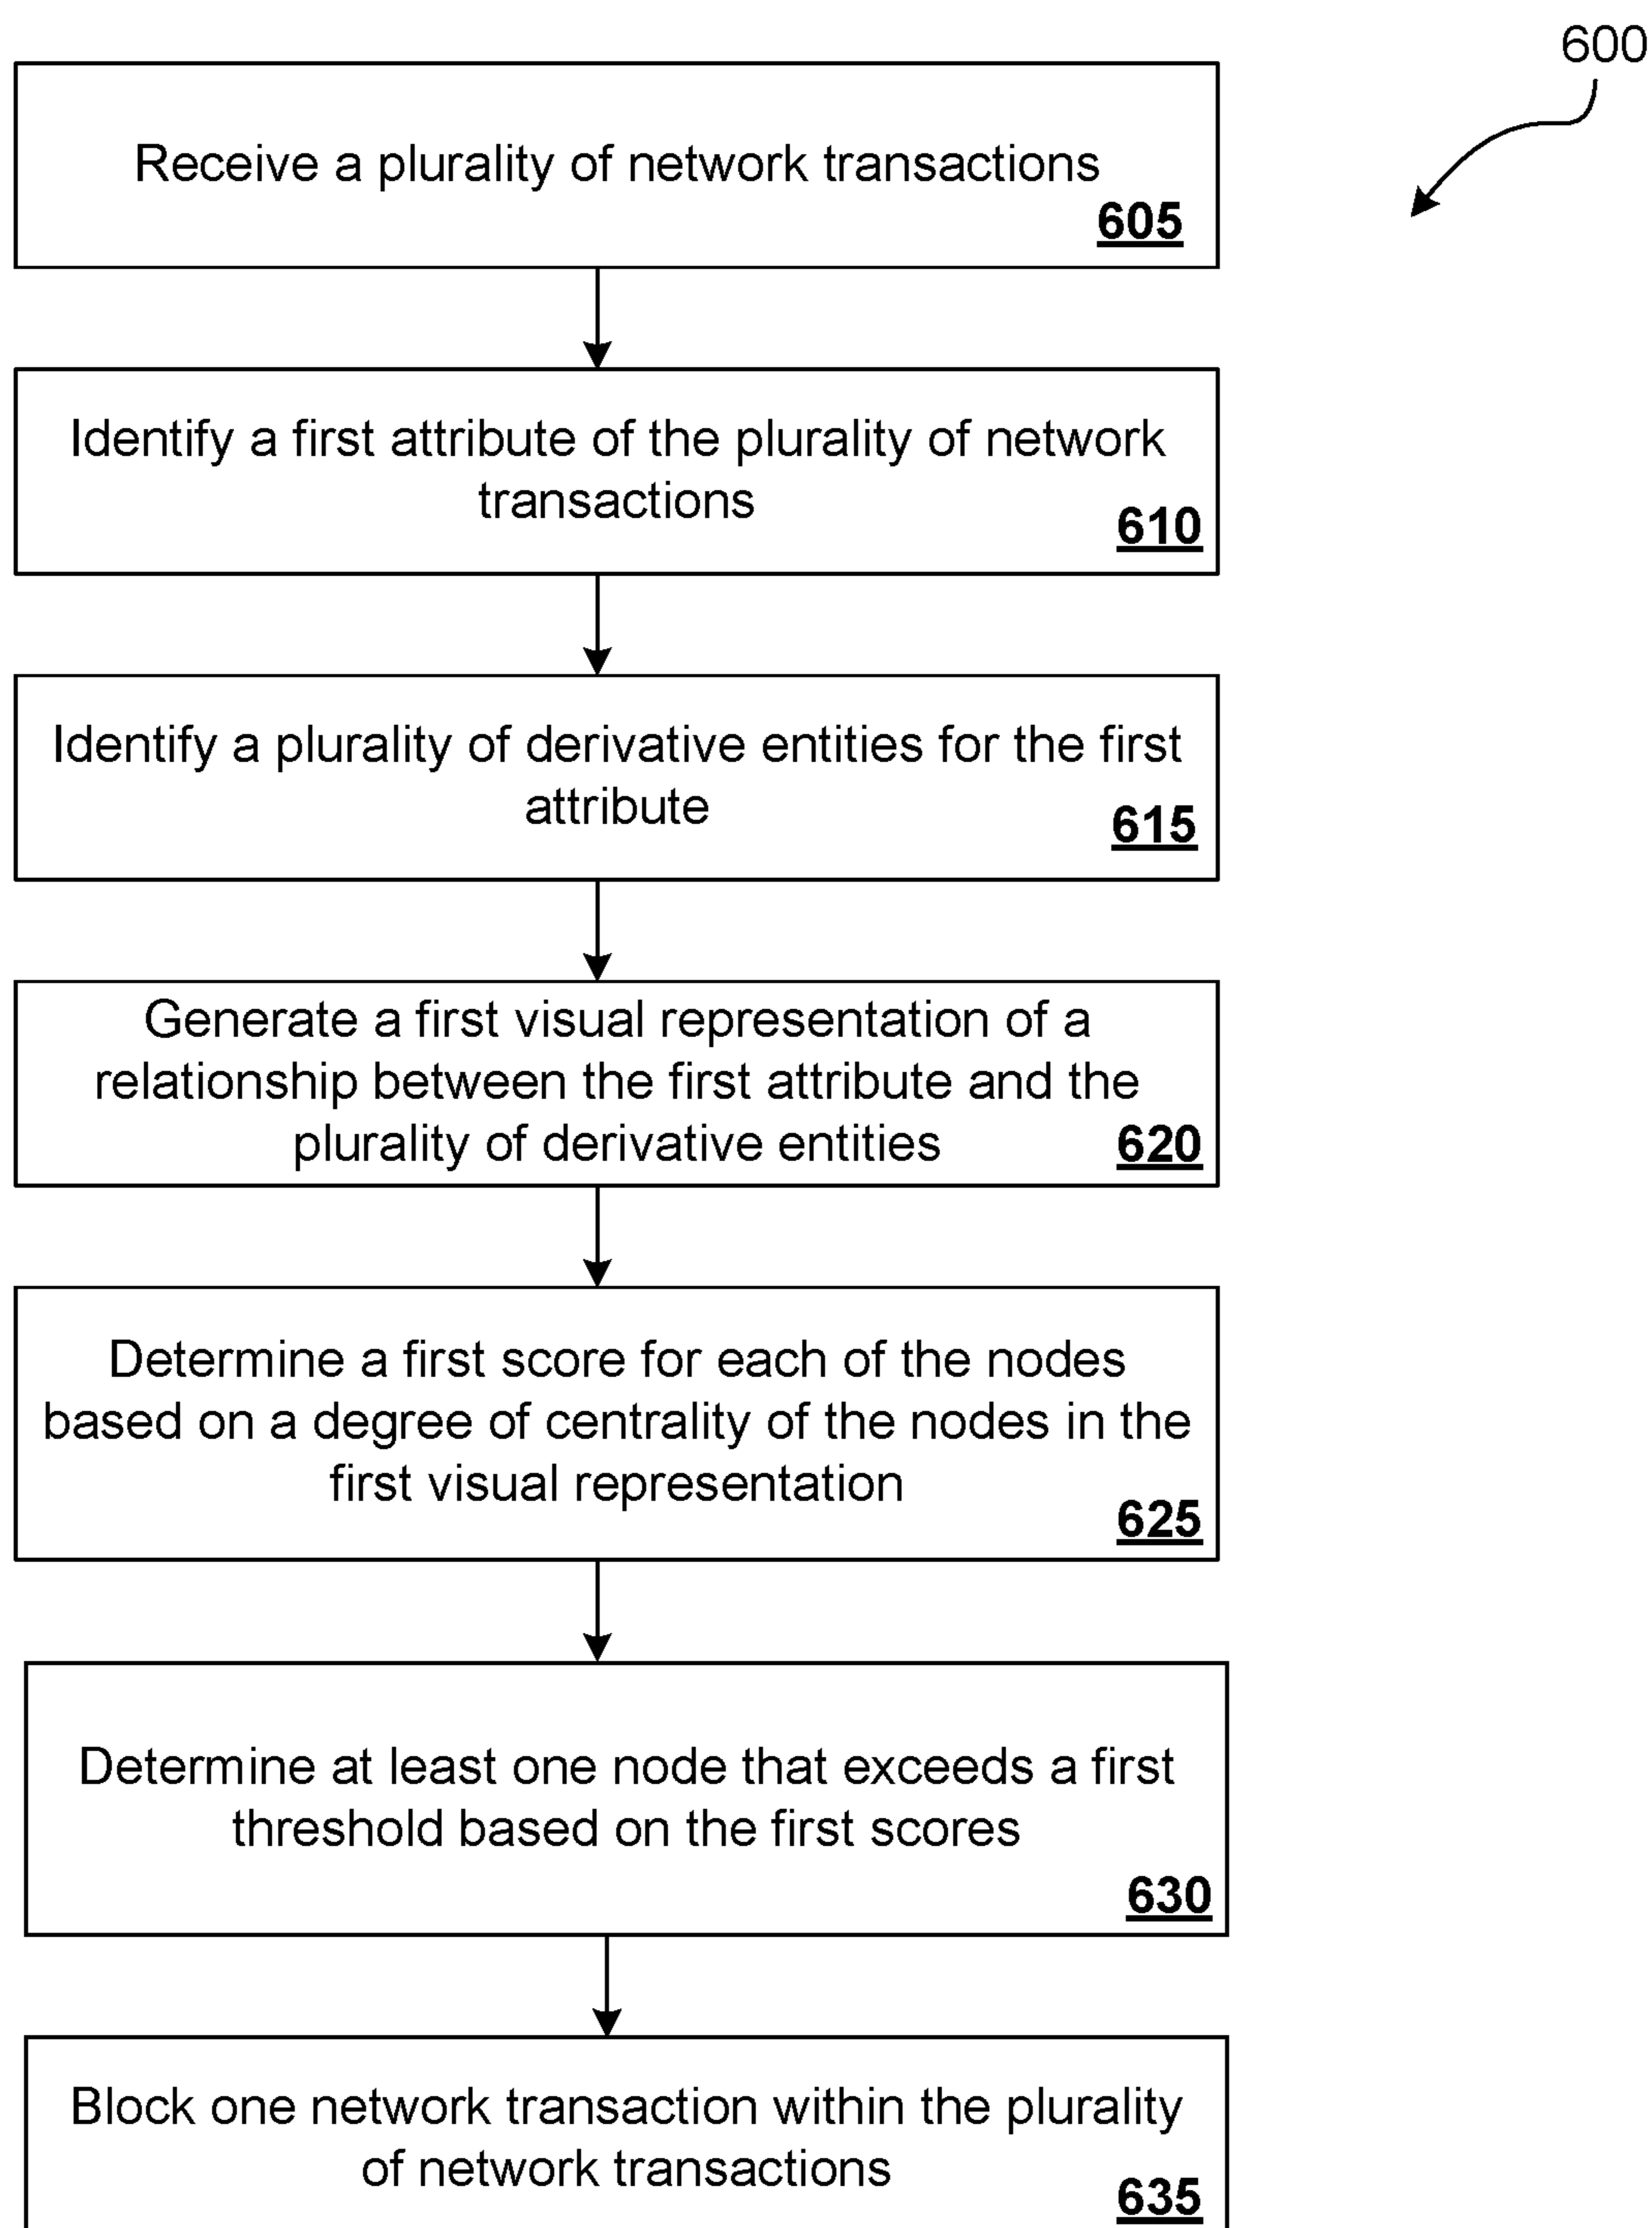 600
Receive a plurality of network transactions
605
Identify a first attribute of the plurality of network
transactions
610
Identify a plurality of derivative entities for the first
attribute
615
Generate a first visual representation of a
relationship between the first attribute and the
plurality of derivative entities
620
Determine a first score for each of the nodes
based on a degree of centrality of the nodes in the
first visual representation
625
Determine at least one node that exceeds a first
threshold based on the first scores
630
Block one network transaction within the plurality
of network transactions
635